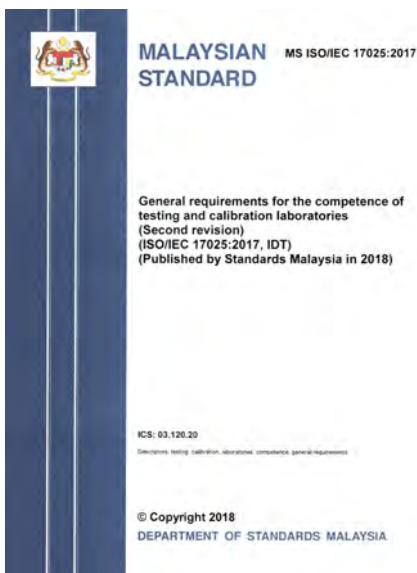 MALAYSIAN STANDARD
MS ISO/IEC 17025:2017
General requirements for the competence of
testing and calibration laboratories
(Second revision)
(ISO/IEC 17025:2017, IDT)
(Published by Standards Malaysia in 2018)
ICS: 03.120.20
Descriptors: testing, calibration, laboratories, competence, general requirements
© Copyright 2018
DEPARTMENT OF STANDARDS MALAYSIA